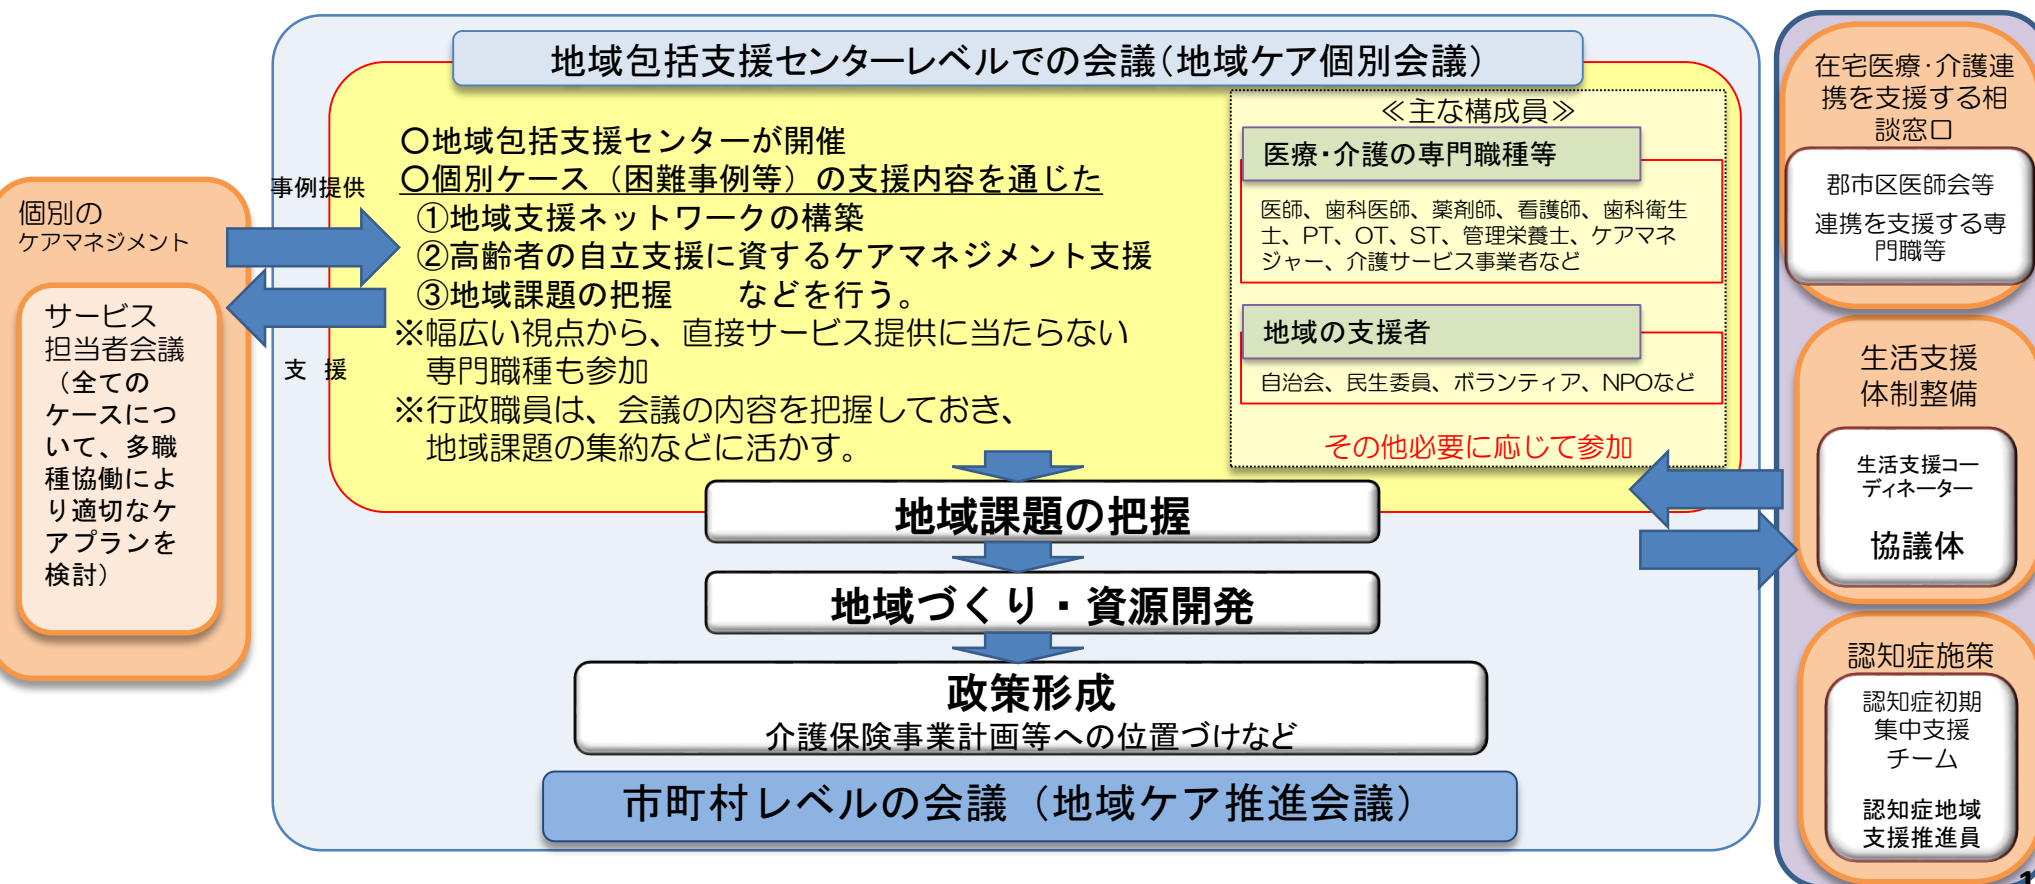 地域包括支援センターレベルでの会議（地域ケア個別会議）
〇地域包括支援センターが開催
〇個別ケース（困難事例等）の支援内容を通じた
①地域支援ネットワークの構築
②高齢者の自立支援に資するケアマネジメント支援
③地域課題の把握　　などを行う。
※幅広い視点から、直接サービス提供に当たらない
専門職種も参加
※行政職員は、会議の内容を把握しておき、
地域課題の集約などに活かす。
≪主な構成員≫
医療・介護の専門職種等
医師、歯科医師、薬剤師、看護師、歯科衛生
士、PT、OT、ST、管理栄養士、ケアマネ
ジャー、介護サービス事業者など
地域の支援者
自治会、民生委員、ボランティア、NPOなど
その他必要に応じて参加
事例提供
支　援
個別の
ケアマネジメント
サービス
担当者会議
（全ての
ケースにつ
いて、多職
種協働によ
り適切なケ
アプランを
検討）
地域課題の把握
地域づくり・資源開発
政策形成
介護保険事業計画等への位置づけなど
市町村レベルの会議（地域ケア推進会議）
在宅医療・介護連
携を支援する相
談窓口
郡市区医師会等
連携を支援する専
門職等
生活支援
体制整備
生活支援コー
ディネーター
協議体
認知症施策
認知症初期
集中支援
チーム
認知症地域
支援推進員